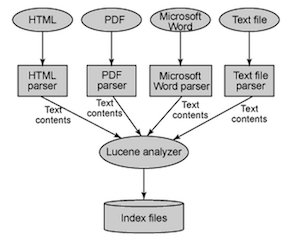 HTML
PDF
Microsoft
Word
Text file
HTML
parser
PDF
parser
Microsoft
Word parser
Text file
parser
Text
contents
Text
contents
Text
contents
Text
contents
Lucene analyzer
Index files